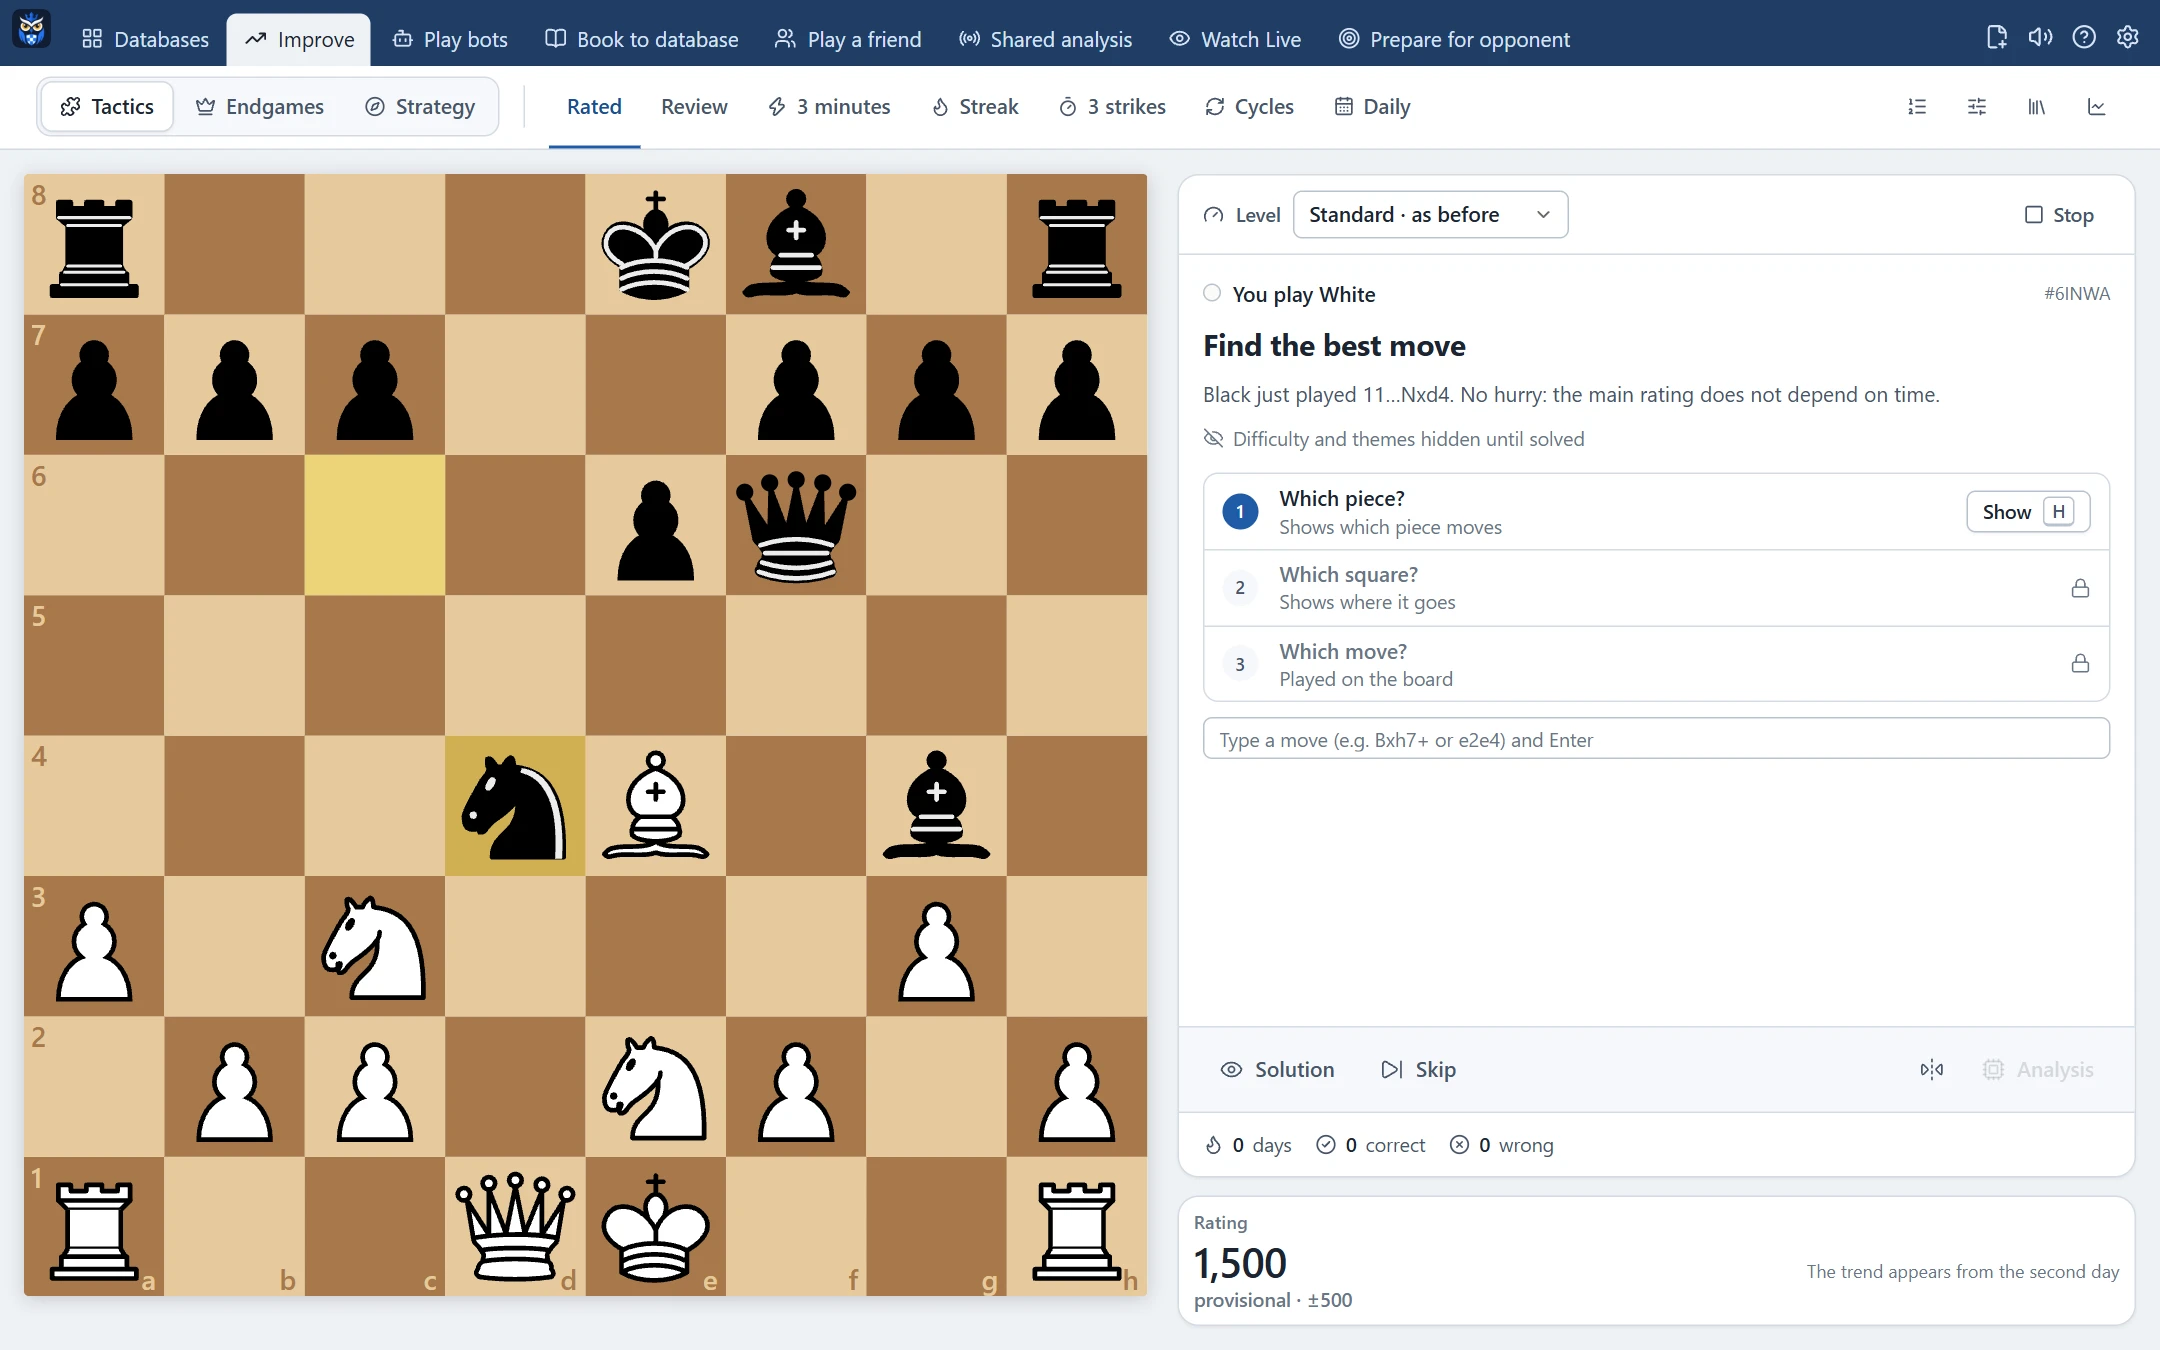 Databases Improve Play bots Book to database Play a friend Shared analysis Watch Live Prepare for opponent
Tactics Endgames Strategy Rated Review 3 minutes Streak 3 strikes Cycles Daily
8
7
6
5
4
3
2
1
a b c d e f g h
Level Standard · as before Stop
You play White #6INWA
Find the best move
Black just played 11...Nxd4. No hurry: the main rating does not depend on time.
Difficulty and themes hidden until solved
1 Which piece? Show H
Shows which piece moves
2 Which square?
Shows where it goes
3 Which move?
Played on the board
Type a move (e.g. Bxh7+ or e2e4) and Enter
Solution Skip Analysis
0 days 0 correct 0 wrong
Rating
1,500
The trend appears from the second day
provisional · ±500